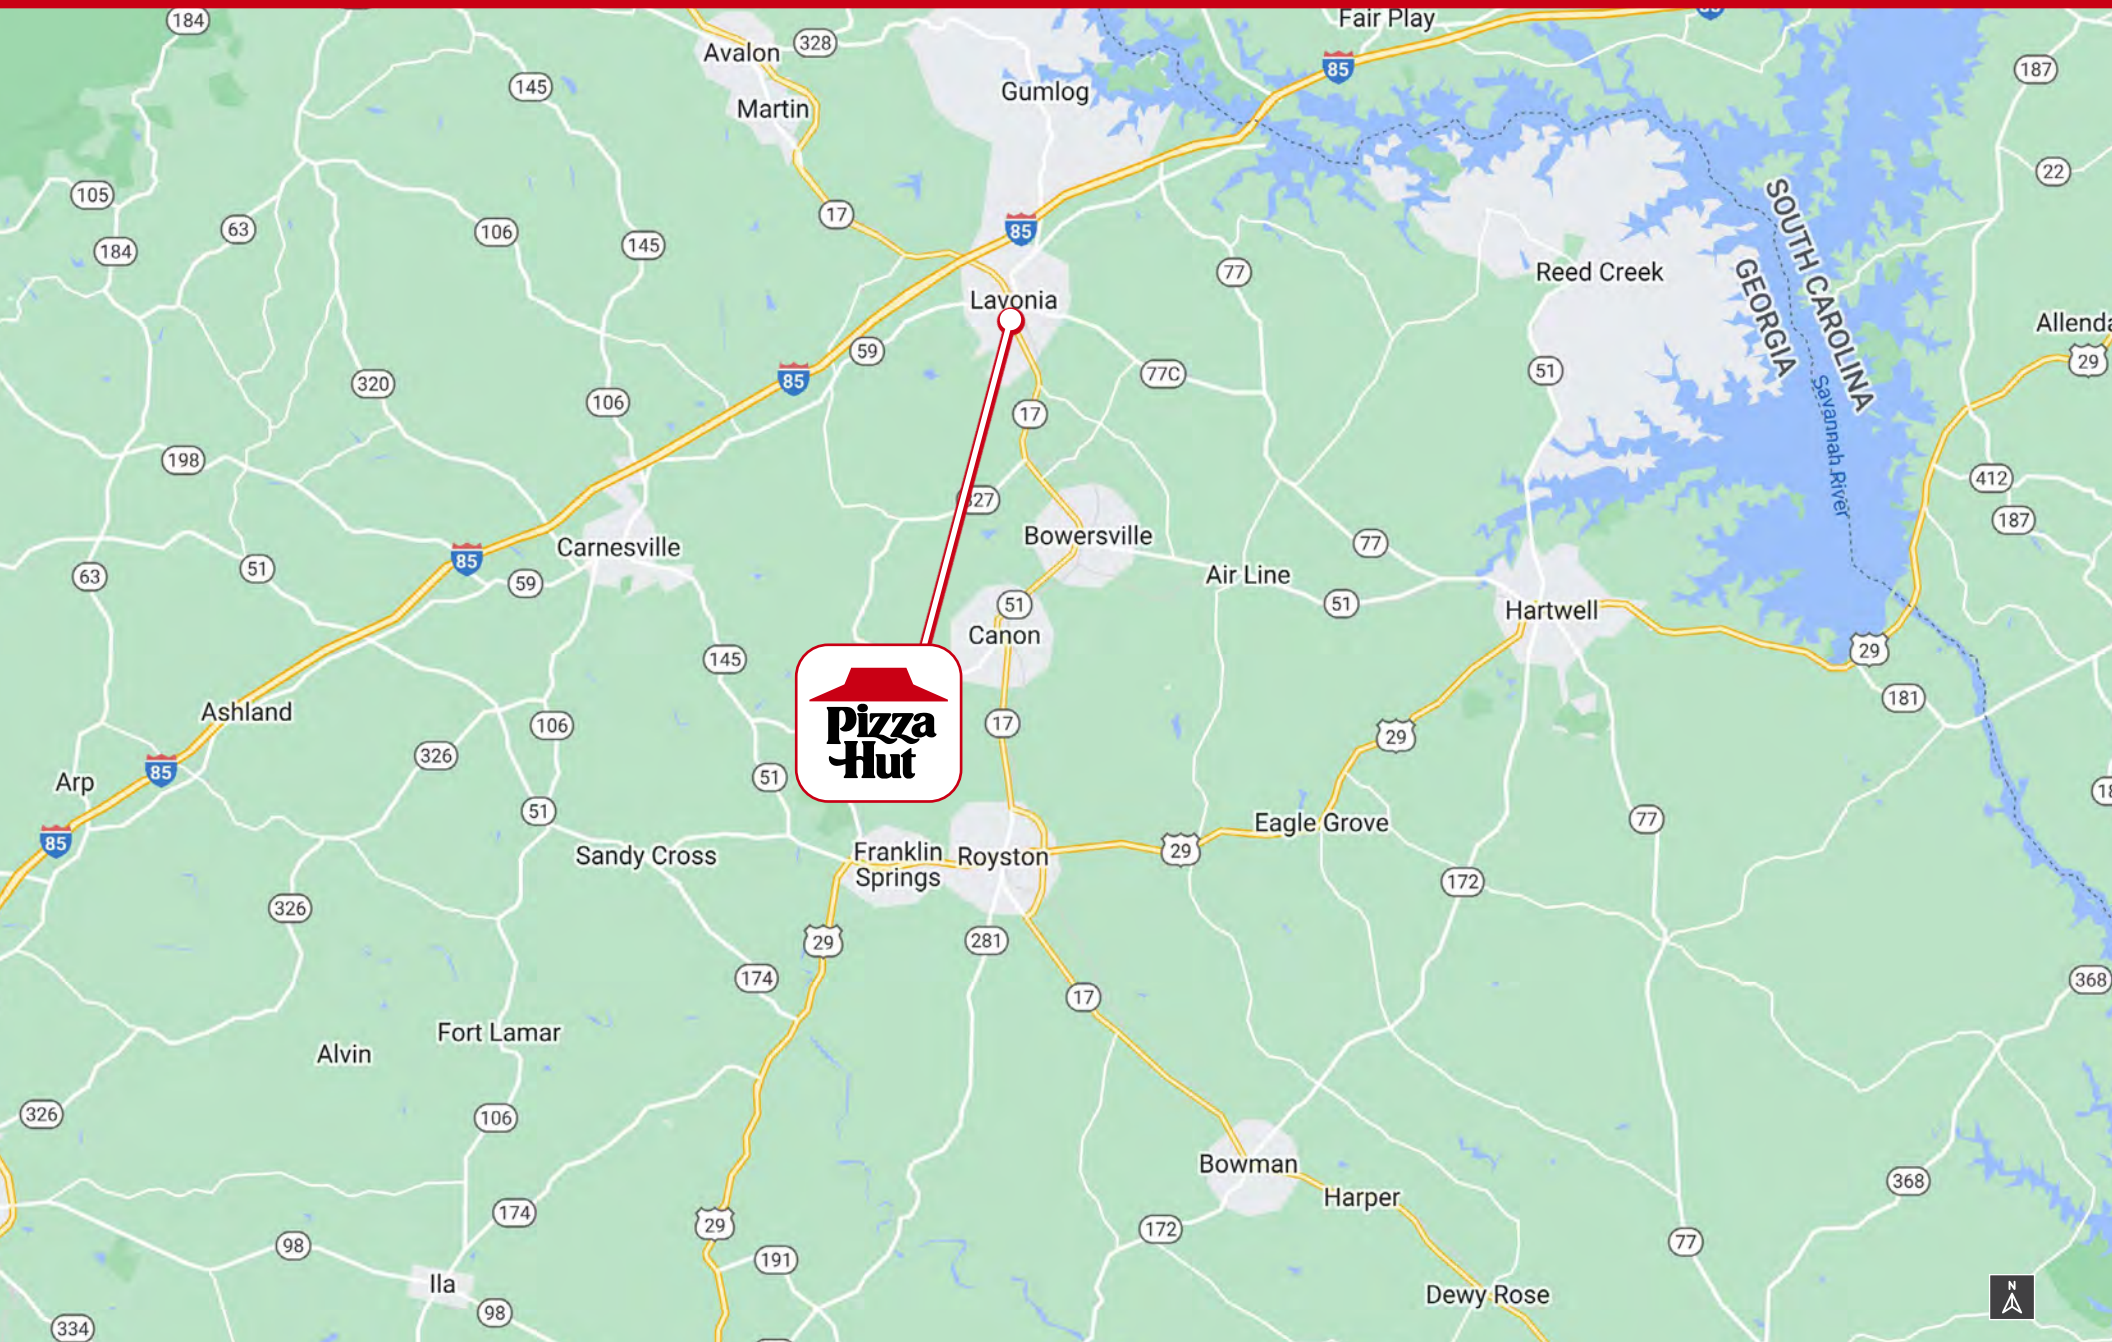 184
Avalon
328
Fair Play
85
187
145
Martin
Gumlog
22
105
63
184
106
145
17
85
77
Reed Creek
SOUTH CAROLINA
GEORGIA
Lavonia
Savannah River
29
59
85
77C
51
320
106
17
198
412
187
Bowersville
Carnesville
85
51
63
59
77
Air Line
51
51
Hartwell
Canon
29
145
181
Ashland
106
17
29
326
Pizza
Hut
85
Arp
51
51
85
Eagle Grove
77
29
Sandy Cross
Franklin
Springs
Royston
172
326
29
281
174
17
368
Fort Lamar
Alvin
326
106
Bowman
368
Harper
174
29
172
77
98
191
Ila
Dewy Rose
98
334
N